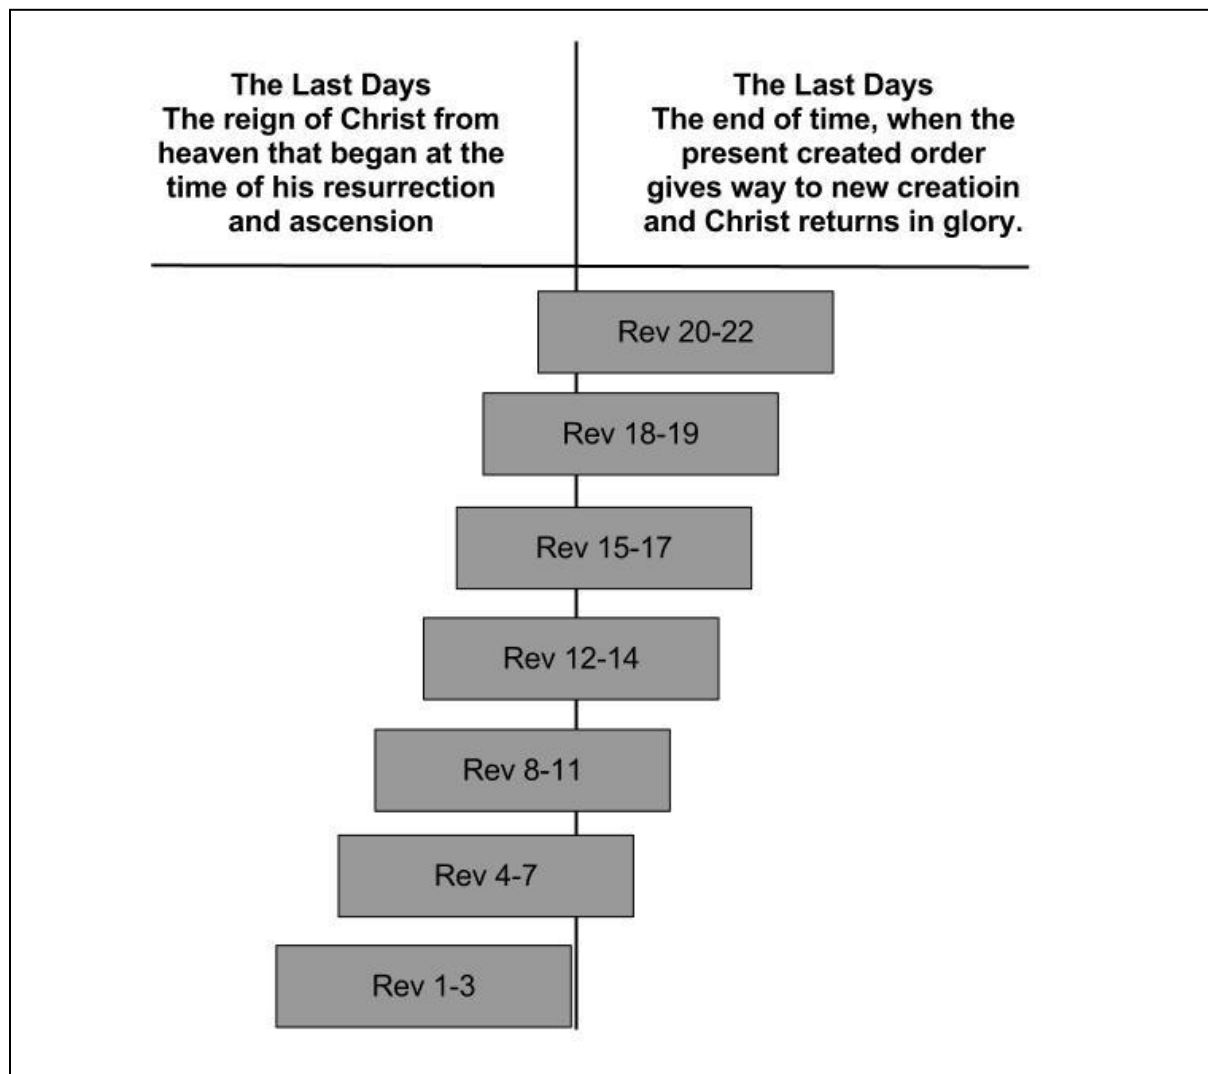 The Last Days
The reign of Christ from
heaven that began at the
time of his resurrection
and ascension
The Last Days
The end of time, when the
present created order
gives way to new creatioin
and Christ returns in glory.
Rev 20-22
Rev 18-19
Rev 15-17
Rev 12-14
Rev 8-11
Rev 4-7
Rev 1-3